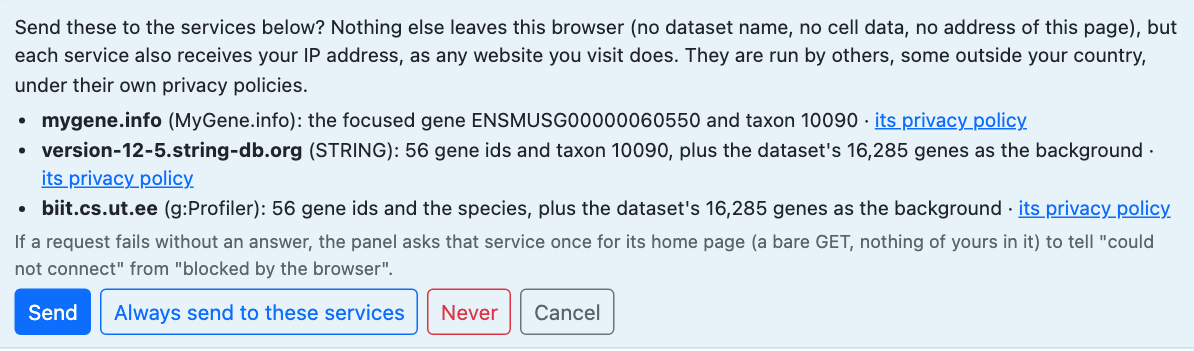 Send these to the services below? Nothing else leaves this browser (no dataset name, no cell data, no address of this page), but
each service also receives your IP address, as any website you visit does. They are run by others, some outside your country,
under their own privacy policies.
• mygene.info (MyGene.info): the focused gene ENSMUSG00000060550 and taxon 10090 · its privacy policy
• version-12-5.string-db.org (STRING): 56 gene ids and taxon 10090, plus the dataset's 16,285 genes as the background ·
its privacy policy
• biit.cs.ut.ee (g:Profiler): 56 gene ids and the species, plus the dataset's 16,285 genes as the background · its privacy policy
If a request fails without an answer, the panel asks that service once for its home page (a bare GET, nothing of yours in it) to tell "could
not connect" from "blocked by the browser".
Send Always send to these services Never Cancel